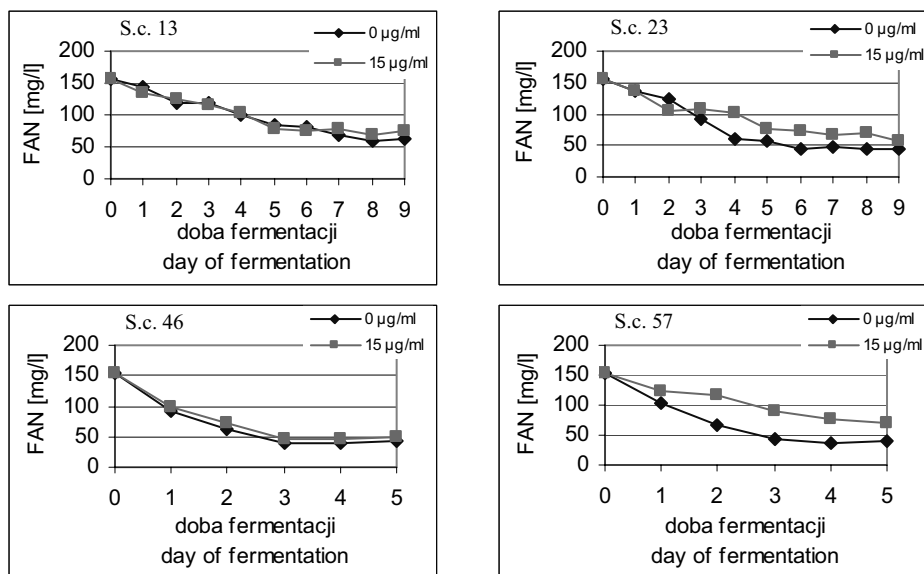 S.c. 13
0 µg/ml
15 µg/ml
FAN [mg/l]
200
150
100
50
0
0 1 2 3 4 5 6 7 8 9
doba fermentacji
day of fermentation
S.c. 23
0 µg/ml
15 µg/ml
FAN [mg/l]
200
150
100
50
0
0 1 2 3 4 5 6 7 8 9
doba fermentacji
day of fermentation
S.c. 46
0 µg/ml
15 µg/ml
FAN [mg/l]
200
150
100
50
0
0 1 2 3 4 5
doba fermentacji
day of fermentation
S.c. 57
0 µg/ml
15 µg/ml
FAN [mg/l]
200
150
100
50
0
0 1 2 3 4 5
doba fermentacji
day of fermentation